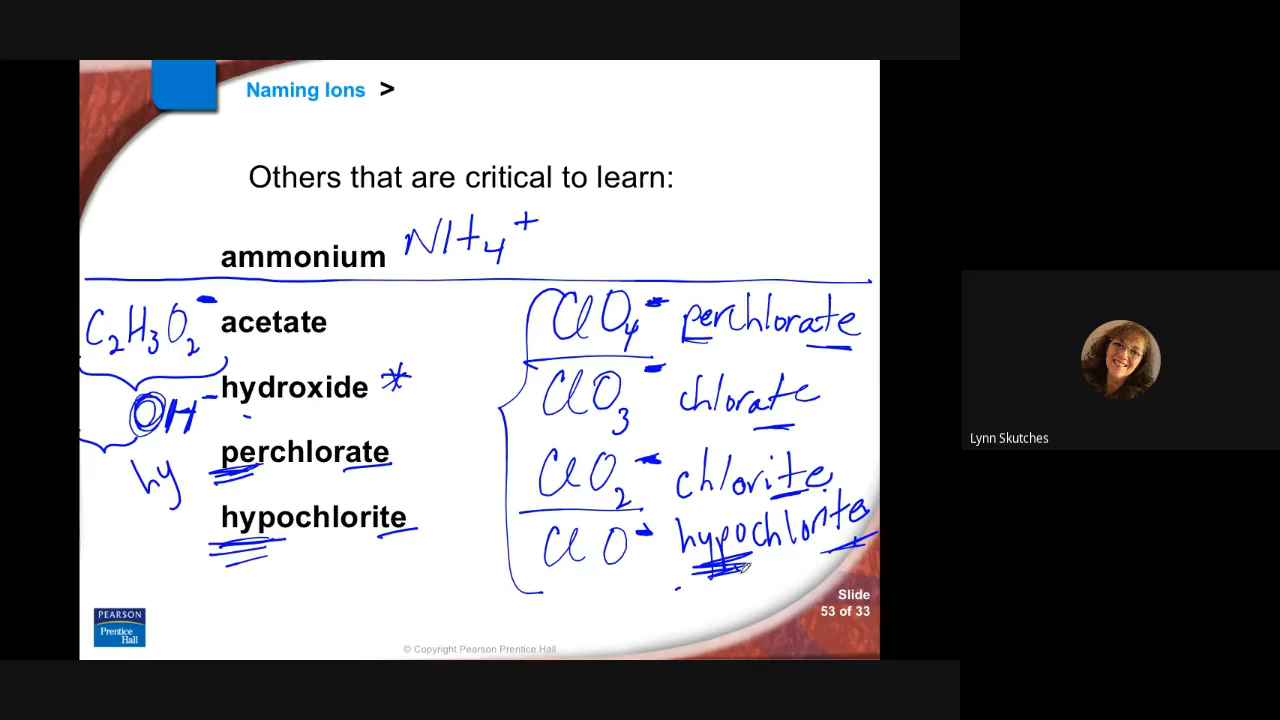 Naming Ions >
Others that are critical to learn:
ammonium NH4+
C2H3O2- acetate
ClO4- perchlorate
OH- hydroxide *
ClO3- chlorate
hy perchlorate
ClO2- chlorite
hypochlorite
ClO- hypochlorite
Lynn Skutches
Slide
53 of 33
PEARSON
Prentice
Hall
© Copyright Pearson Prentice Hall